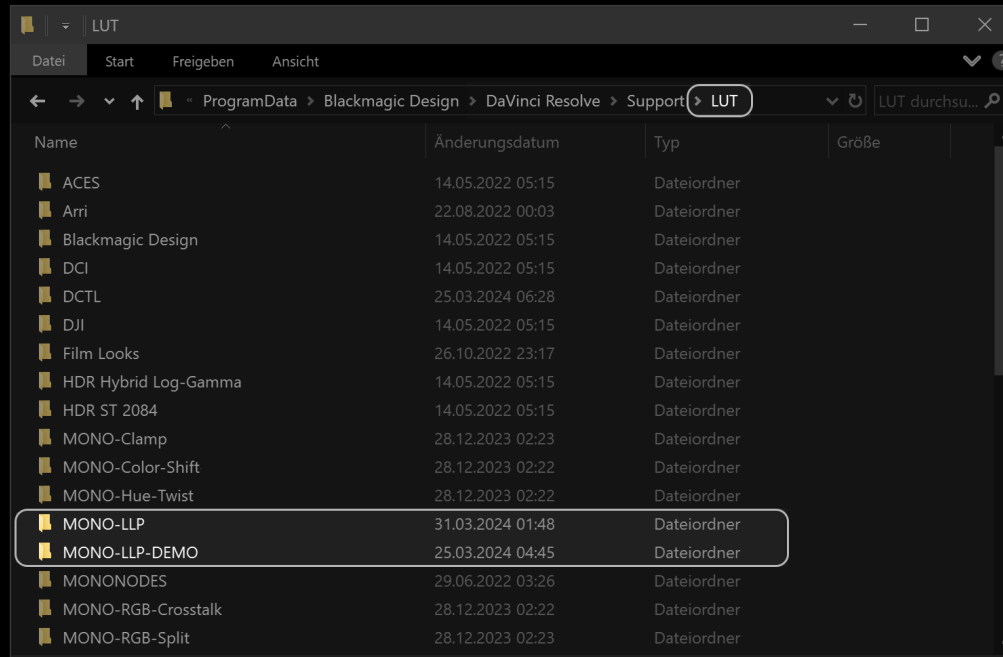 LUT
Datei Start Freigeben Ansicht ?
« ProgramData > Blackmagic Design > DaVinci Resolve > Support > LUT LUT durchsu...
Name Änderungsdatum Typ Größe
ACES 14.05.2022 05:15 Dateiordner
Arri 22.08.2022 00:03 Dateiordner
Blackmagic Design 14.05.2022 05:15 Dateiordner
DCI 14.05.2022 05:15 Dateiordner
DCTL 25.03.2024 06:28 Dateiordner
DJI 14.05.2022 05:15 Dateiordner
Film Looks 26.10.2022 23:17 Dateiordner
HDR Hybrid Log-Gamma 14.05.2022 05:15 Dateiordner
HDR ST 2084 14.05.2022 05:15 Dateiordner
MONO-Clamp 28.12.2023 02:23 Dateiordner
MONO-Color-Shift 28.12.2023 02:22 Dateiordner
MONO-Hue-Twist 28.12.2023 02:22 Dateiordner
MONO-LLP 31.03.2024 01:48 Dateiordner
MONO-LLP-DEMO 25.03.2024 04:45 Dateiordner
MONONODES 29.06.2022 03:26 Dateiordner
MONO-RGB-Crosstalk 28.12.2023 02:22 Dateiordner
MONO-RGB-Split 28.12.2023 02:23 Dateiordner